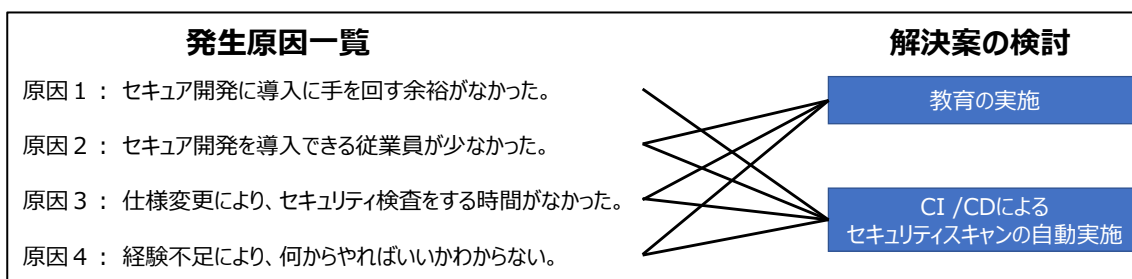 発生原因一覧
解決案の検討
原因１： セキュア開発に導入に手を回す余裕がなかった。
原因２： セキュア開発を導入できる従業員が少なかった。
原因３： 仕様変更により、セキュリティ検査をする時間がなかった。
原因４： 経験不足により、何からやればいいかわからない。
教育の実施
CI /CDによる
セキュリティスキャンの自動実施